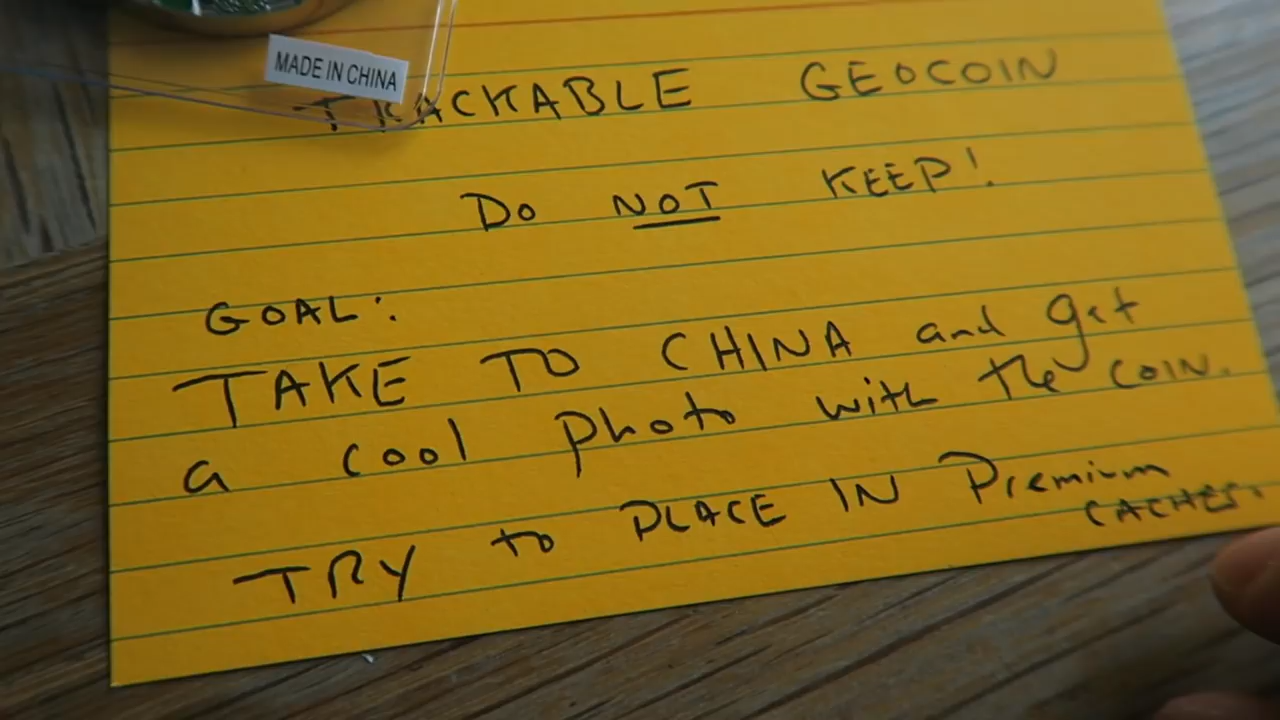 MADE IN CHINA
TRACKABLE GEOCOIN
Do NOT KEEP!
GOAL:
TAKE TO CHINA and get
a cool photo with the COIN.
TRY to PLACE IN Premium
CACHES.